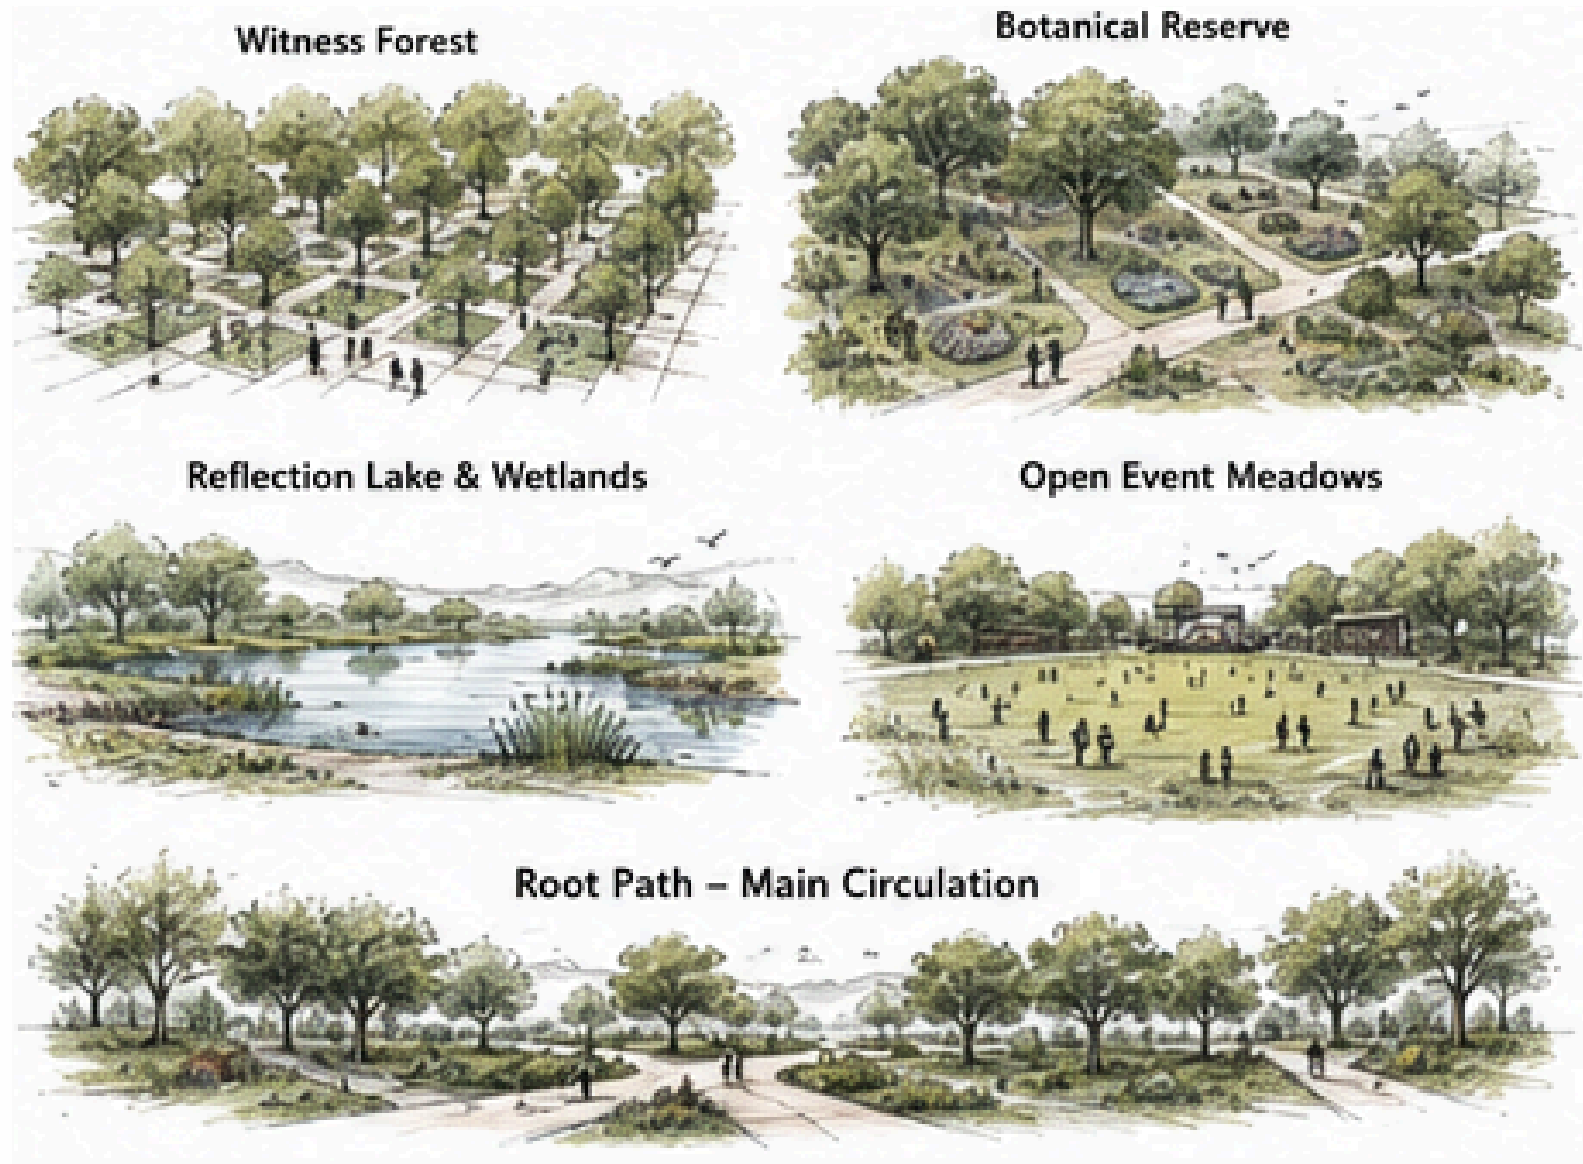 Witness Forest
Botanical Reserve
Reflection Lake & Wetlands
Open Event Meadows
Root Path – Main Circulation